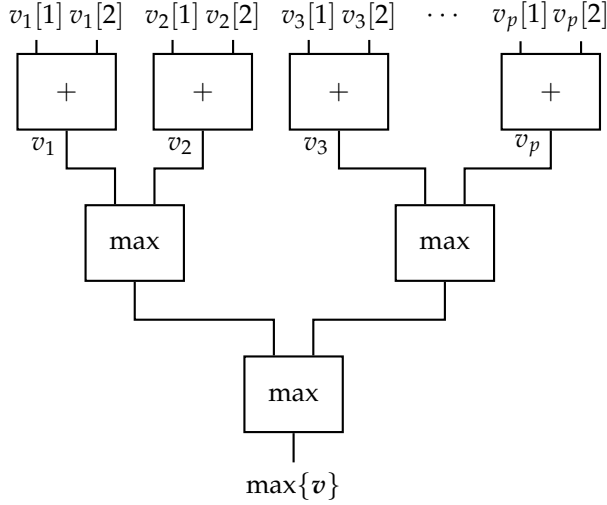 v₁[1] v₁[2] v₂[1] v₂[2] v₃[1] v₃[2] ⋯ vₚ[1] vₚ[2]
+ + + +
v₁ v₂ v₃ vₚ
max max
max
max{v}